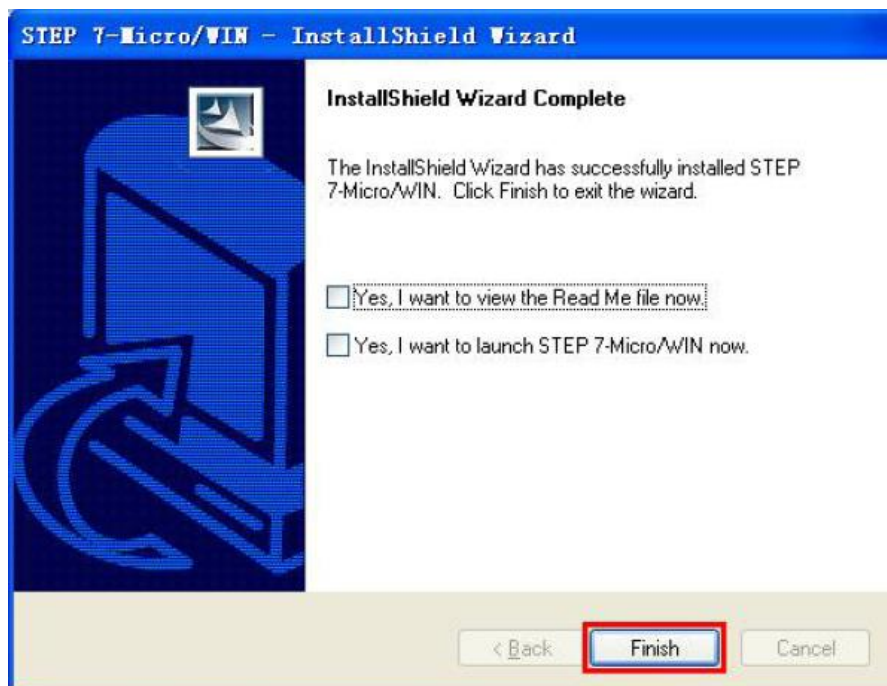 STEP 7-Micro/WIN - InstallShield Wizard
InstallShield Wizard Complete
The InstallShield Wizard has successfully installed STEP
7-Micro/WIN. Click Finish to exit the wizard.
Yes, I want to view the Read Me file now.
Yes, I want to launch STEP 7-Micro/WIN now.
< Back
Finish
Cancel